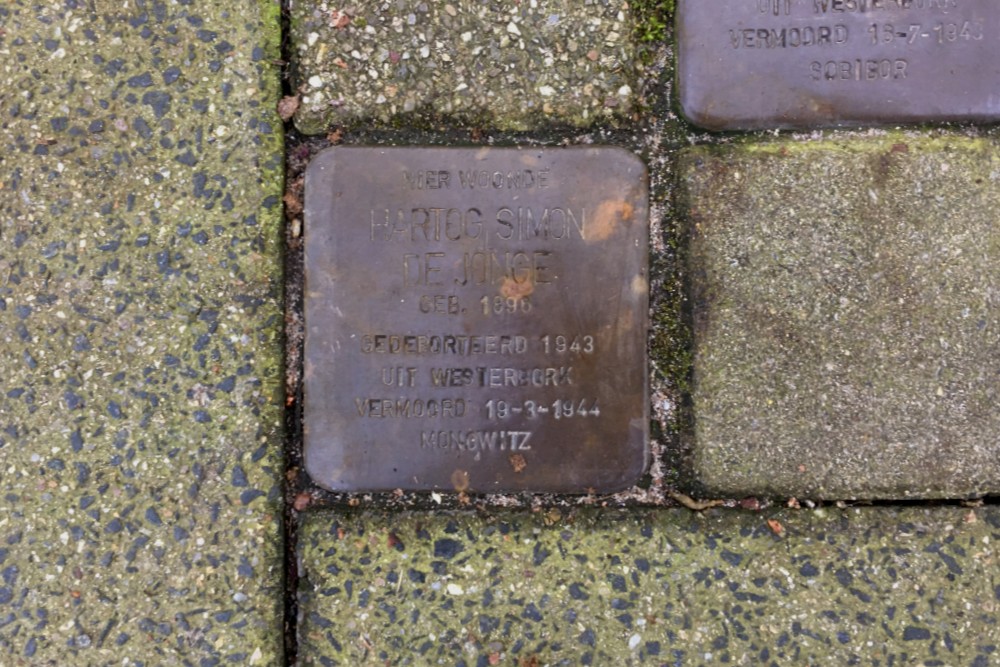 UIT WESTERBORK
VERMOORD 16-7-1943
SOBIBOR
HIER WOONDE
HARTOG SIMON
DE JONGE
GEB. 1896
GEDEPORTEERD 1943
UIT WESTERBORK
VERMOORD 19-3-1944
MONOWITZ